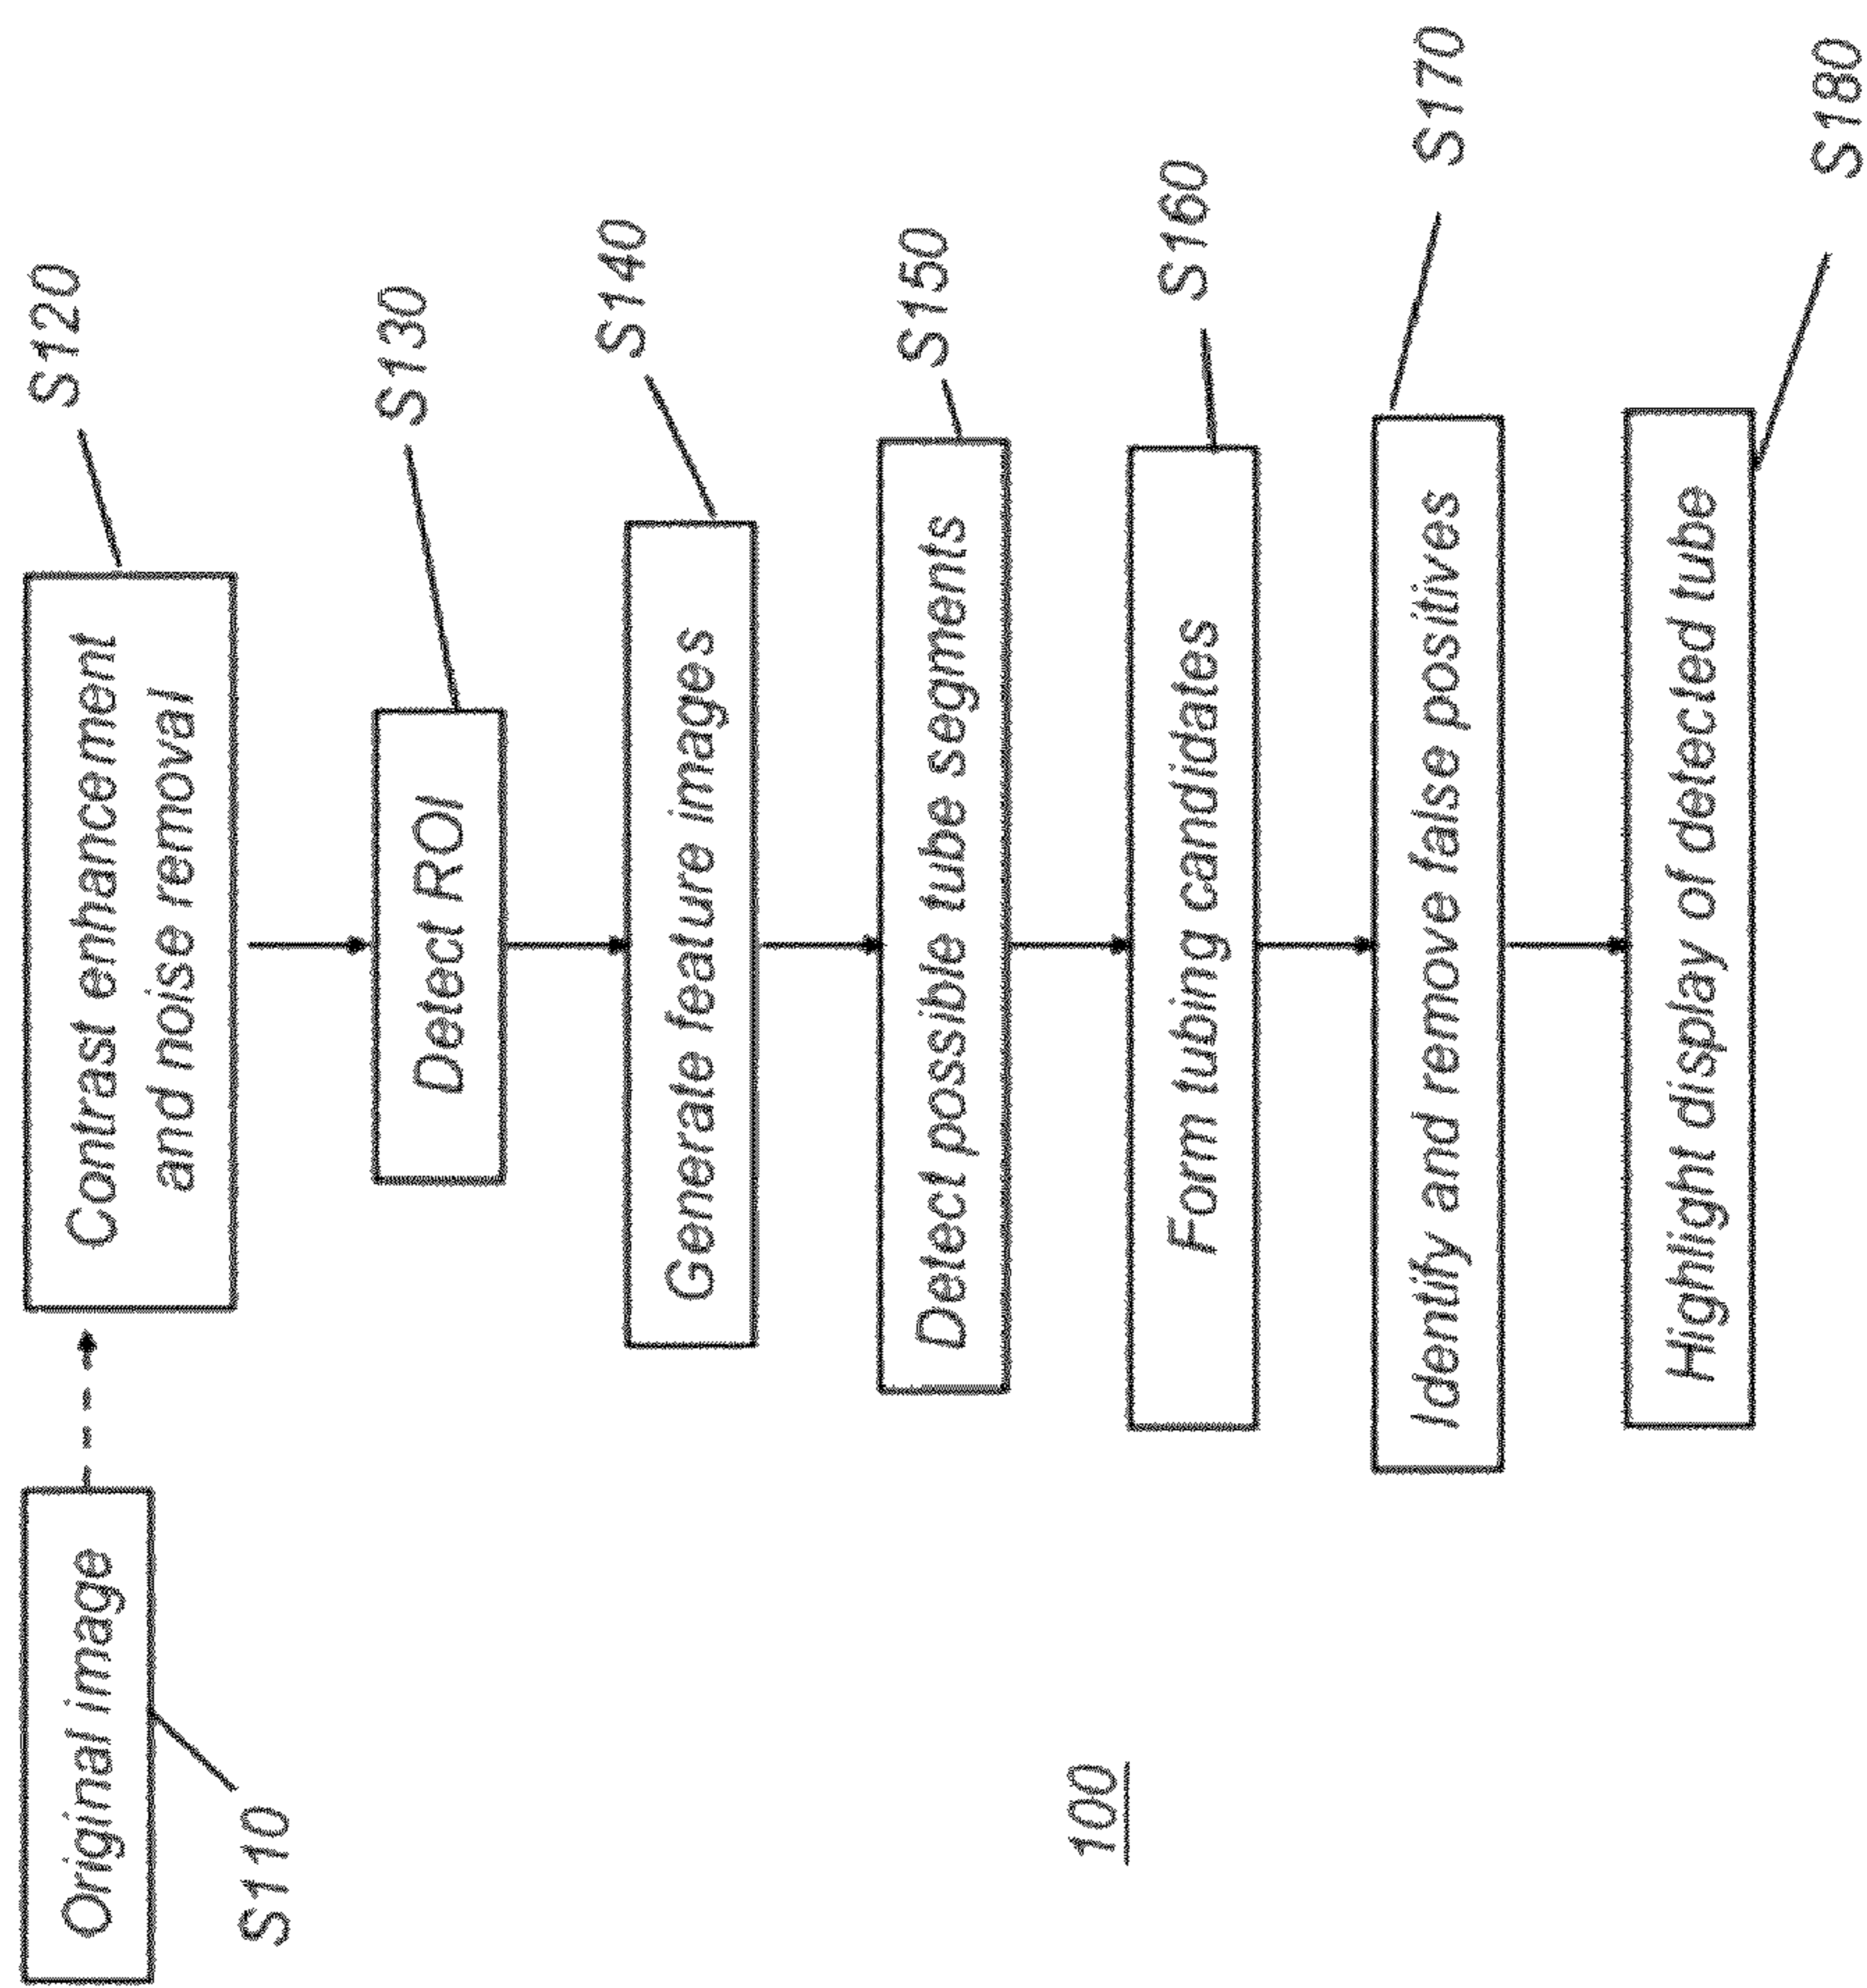 Original image
S110
Contrast enhancement
and noise removal
S120
Detect ROI
S130
Generate feature images
S140
Detect possible tube segments
S150
Form tubing candidates
S160
Identify and remove false positives
S170
Highlight display of detected tube
S180
100